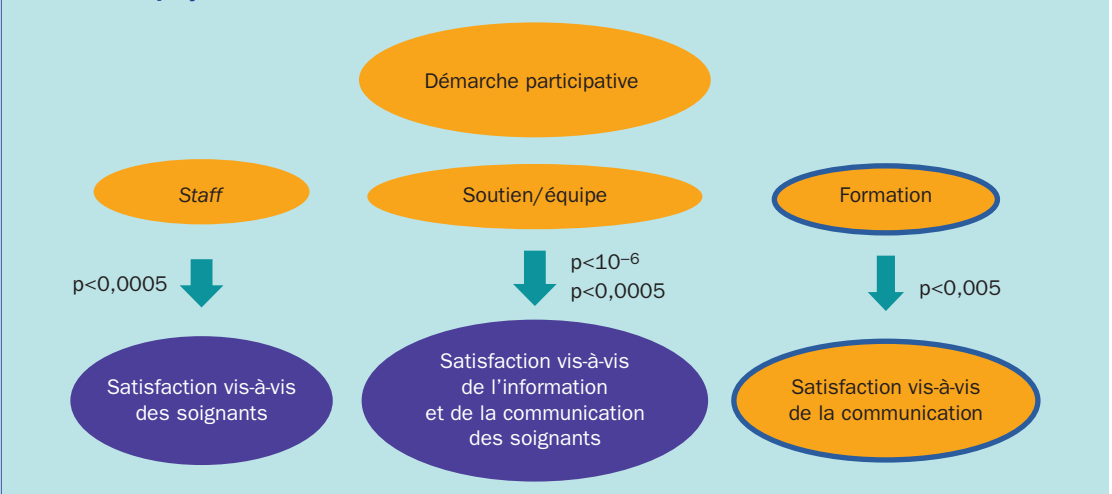 Démarche participative
Staff
Soutien/équipe
Formation
p<0,0005
p<10⁻⁶
p<0,0005
p<0,005
Satisfaction vis-à-vis
des soignants
Satisfaction vis-à-vis
de l'information
et de la communication
des soignants
Satisfaction vis-à-vis
de la communication